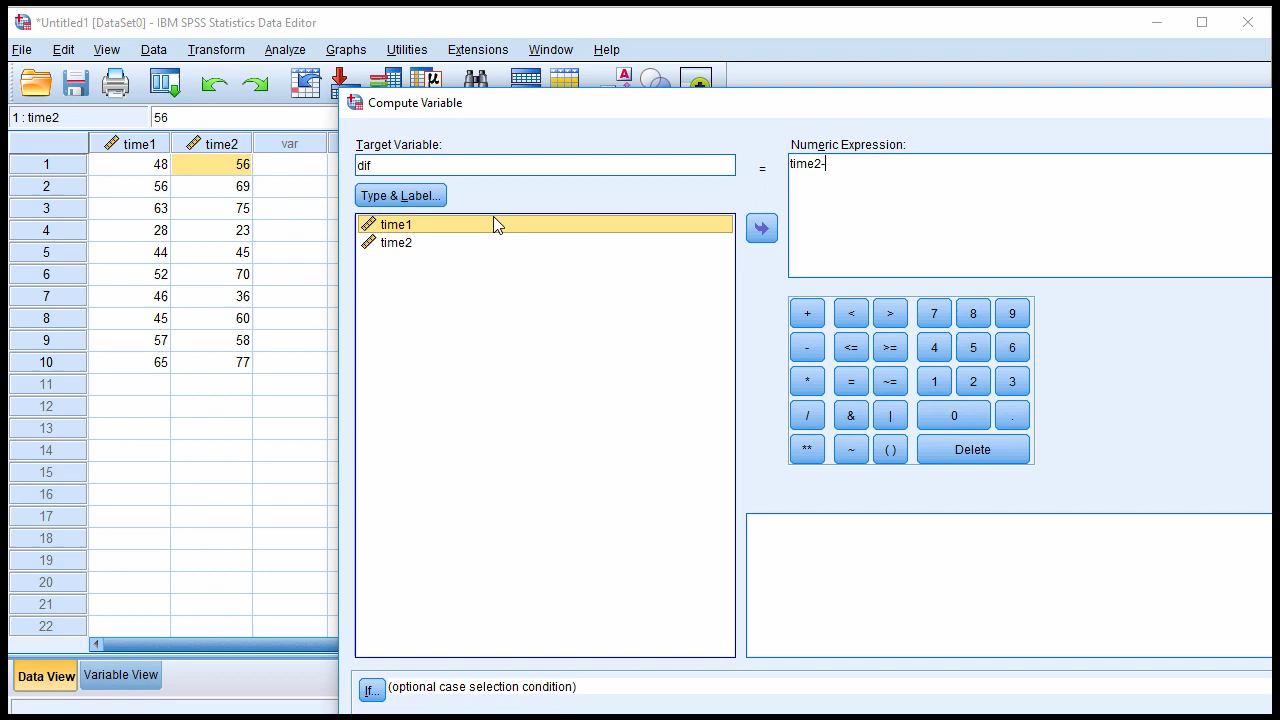 *Untitled1 [DataSet0] - IBM SPSS Statistics Data Editor
File Edit View Data Transform Analyze Graphs Utilities Extensions Window Help
μ A
1 : time2 56
Compute Variable
time1 time2 var
1 48 56
2 56 69
3 63 75
4 28 23
5 44 45
6 52 70
7 46 36
8 45 60
9 57 58
10 65 77
11
12
13
14
15
16
17
18
19
20
21
22
Data View Variable View
Target Variable:
dif
=
Numeric Expression:
time2-
Type & Label...
time1
time2
+ < > 7 8 9
- <= >= 4 5 6
* = ~= 1 2 3
/ & | 0 .
** ~ ( ) Delete
If... (optional case selection condition)